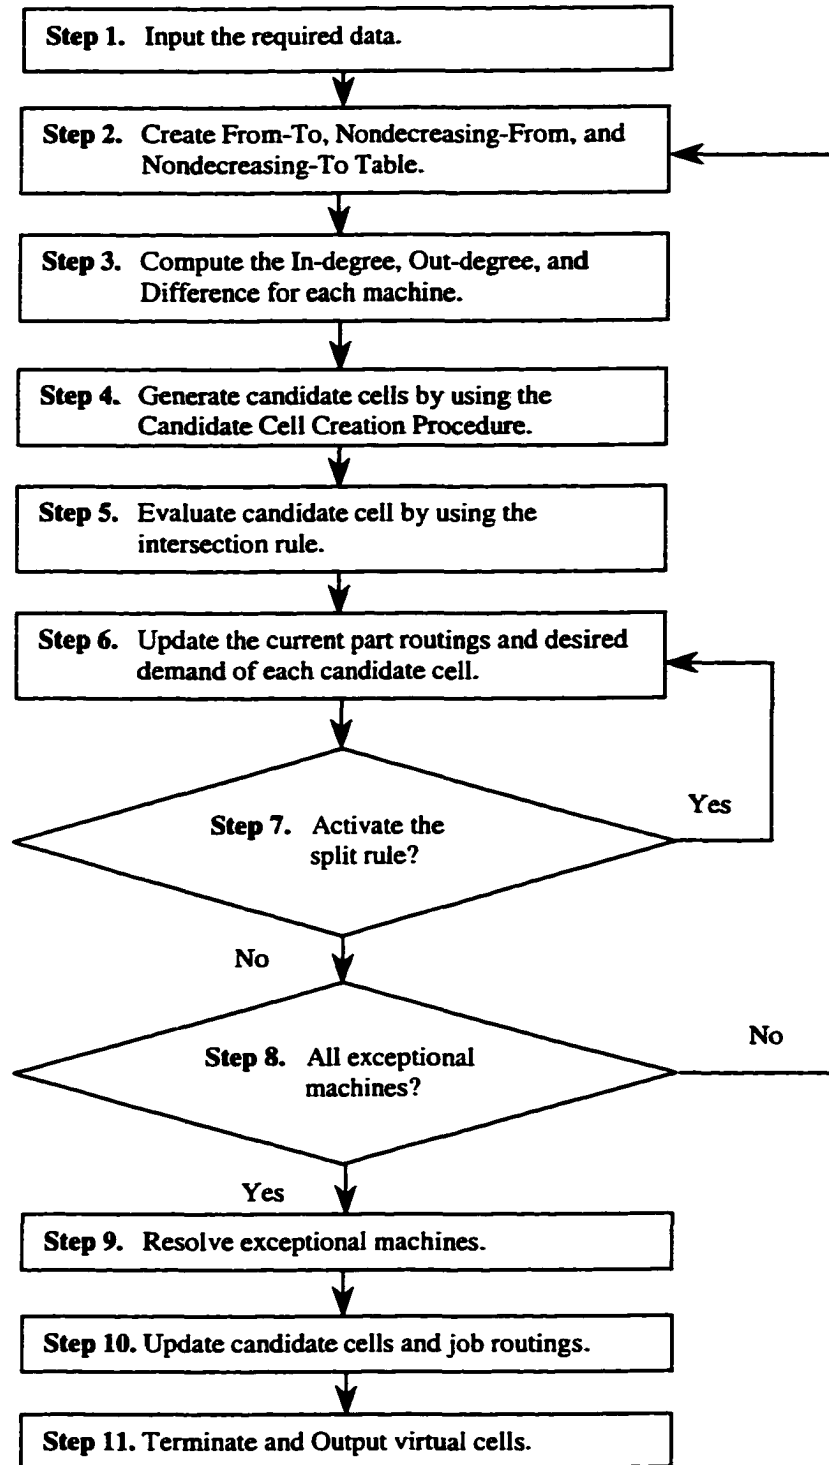 Step 1. Input the required data.
Step 2. Create From-To, Nondecreasing-From, and
Nondecreasing-To Table.
Step 3. Compute the In-degree, Out-degree, and
Difference for each machine.
Step 4. Generate candidate cells by using the
Candidate Cell Creation Procedure.
Step 5. Evaluate candidate cell by using the
intersection rule.
Step 6. Update the current part routings and desired
demand of each candidate cell.
Step 7. Activate the
split rule?
Yes
No
Step 8. All exceptional
machines?
No
Yes
Step 9. Resolve exceptional machines.
Step 10. Update candidate cells and job routings.
Step 11. Terminate and Output virtual cells.